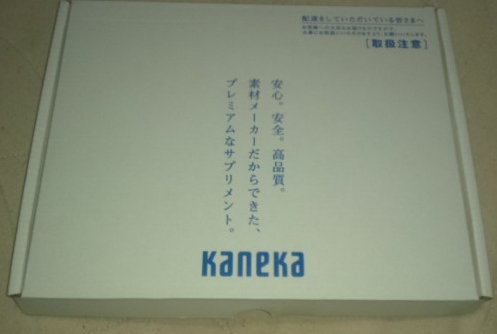 配達をしていただいている皆さまへ
[取扱注意]
安心。安全。高品質。
素材メーカーだからできた、
プレミアムなサプリメント。
Kaneka